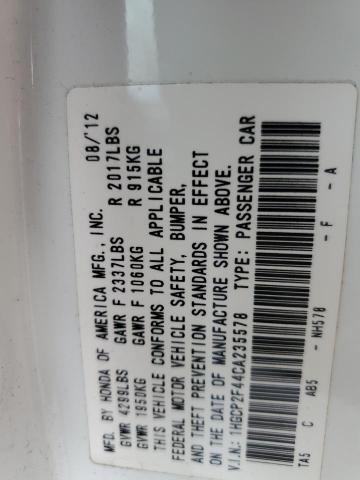 MFD. BY HONDA OF AMERICA MFG., INC. 08/'12
GVWR 4299LBS GAWR F 2337LBS R 2017LBS
GVWR 1950KG GAWR F 1060KG R 915KG
THIS VEHICLE CONFORMS TO ALL APPLICABLE
FEDERAL MOTOR VEHICLE SAFETY, BUMPER,
AND THEFT PREVENTION STANDARDS IN EFFECT
ON THE DATE OF MANUFACTURE SHOWN ABOVE.
V.I.N.: 1HGCP2F44CA235578 TYPE: PASSENGER CAR
TA5 C AB5 - NH578 - F - A